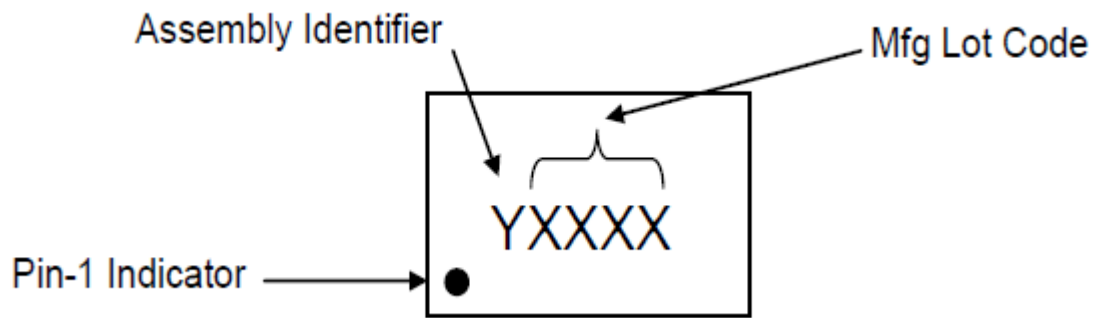 Assembly Identifier
Mfg Lot Code
YXXXX
Pin-1 Indicator